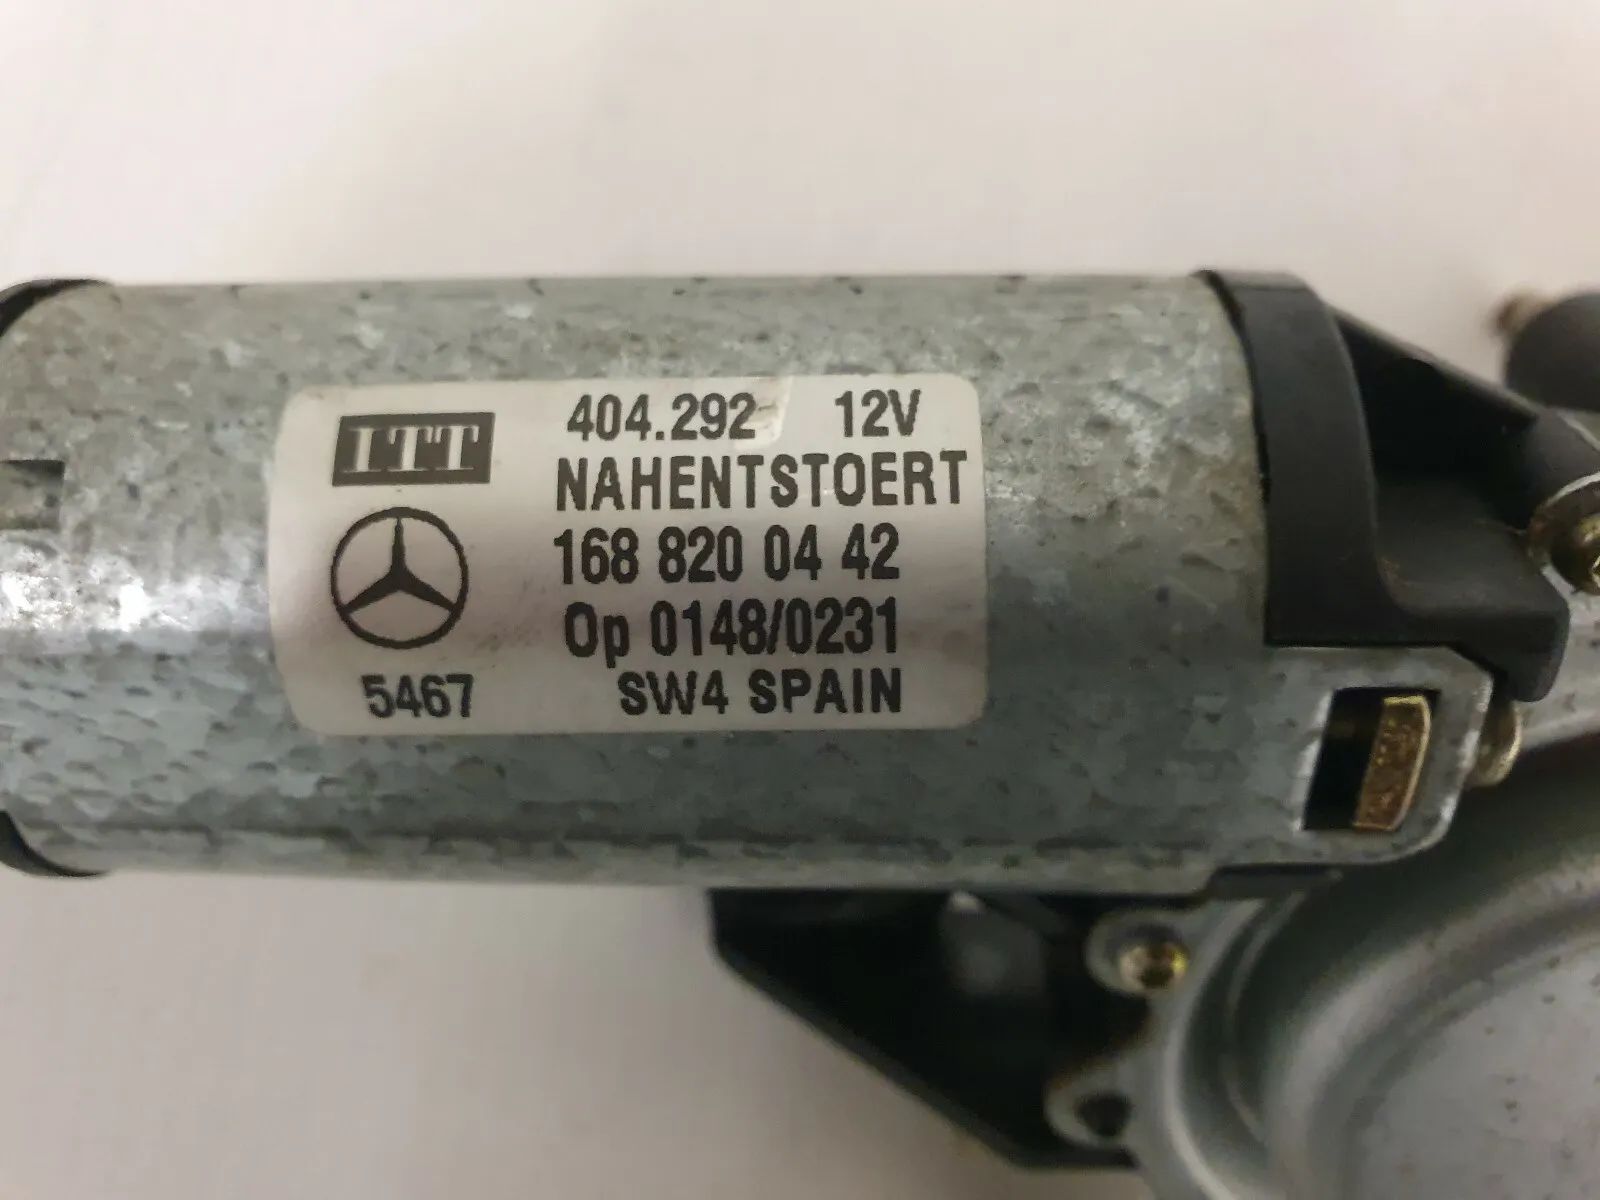 ITT
404.292 12V
NAHENTSTOERT
168 820 04 42
Op 0148/0231
5467 SW4 SPAIN